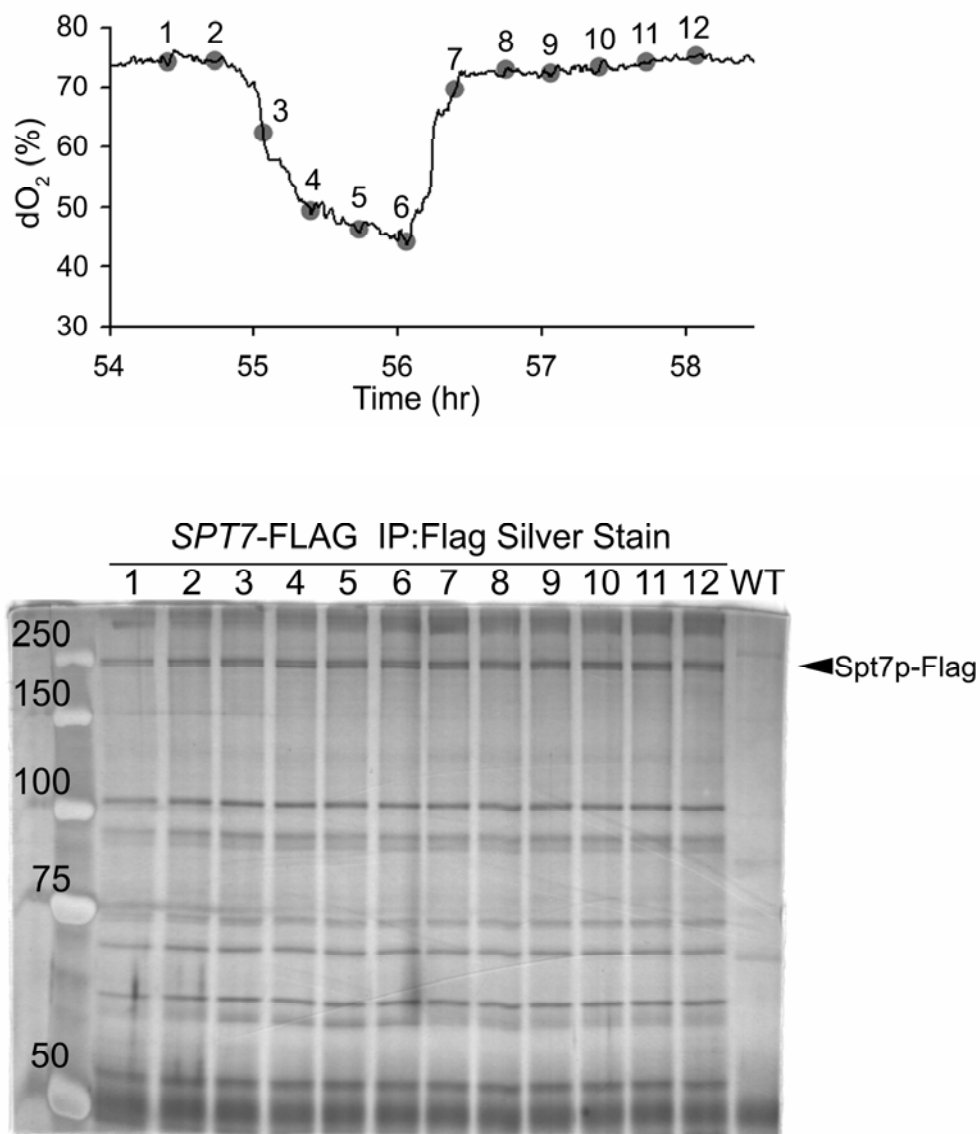 80
70
60
50
40
30
dO₂ (%)
1 2 3 4 5 6 7 8 9 10 11 12
54 55 56 57 58
Time (hr)
SPT7-FLAG IP:Flag Silver Stain
1 2 3 4 5 6 7 8 9 10 11 12 WT
250
150
100
75
50
Spt7p-Flag